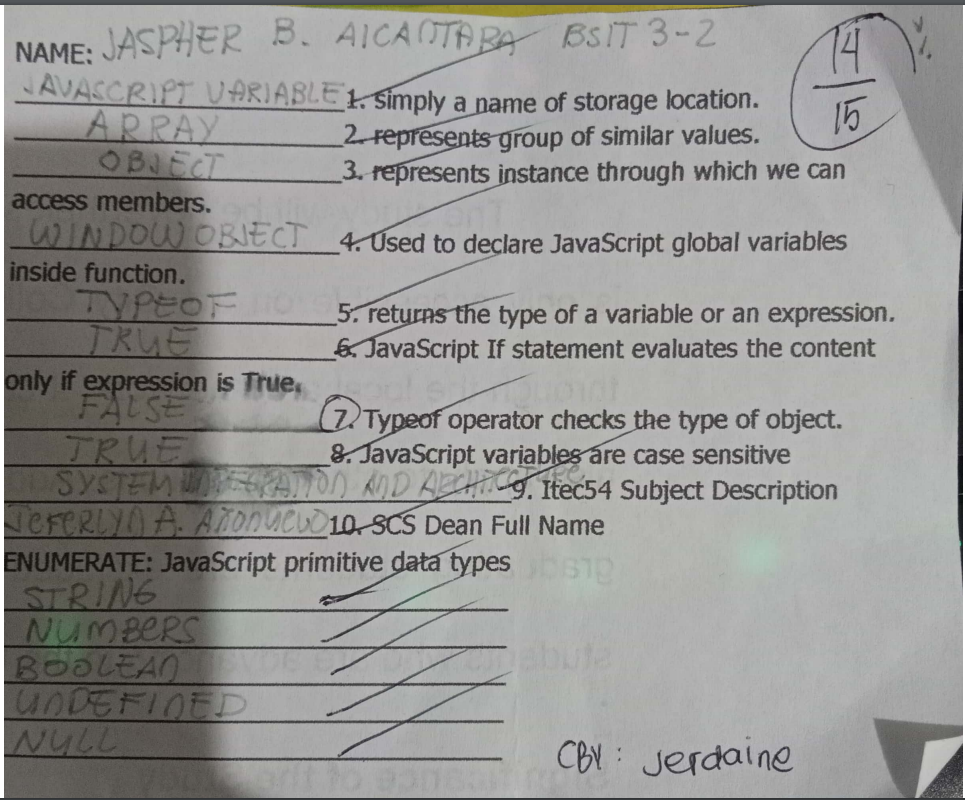 NAME: JASPHER B. AlCANTARA BSIT 3-2
14
15
JAVASCRIPT VARIABLE 1. simply a name of storage location.
ARRAY 2. represents group of similar values.
OBJECT 3. represents instance through which we can
access members.
WINDOW OBJECT 4. Used to declare JavaScript global variables
inside function.
TYPEOF 5. returns the type of a variable or an expression.
TRUE 6. JavaScript If statement evaluates the content
only if expression is True.
FALSE 7. Typeof operator checks the type of object.
TRUE 8. JavaScript variables are case sensitive
SYSTEM INTEGRATION AND ARCHITECTURE 9. Itec54 Subject Description
JeFERLYN A. 10. SCS Dean Full Name
ENUMERATE: JavaScript primitive data types
STRING
NUMBERS
BOOLEAN
UNDEFINED
NULL
CBY: Jerdaine